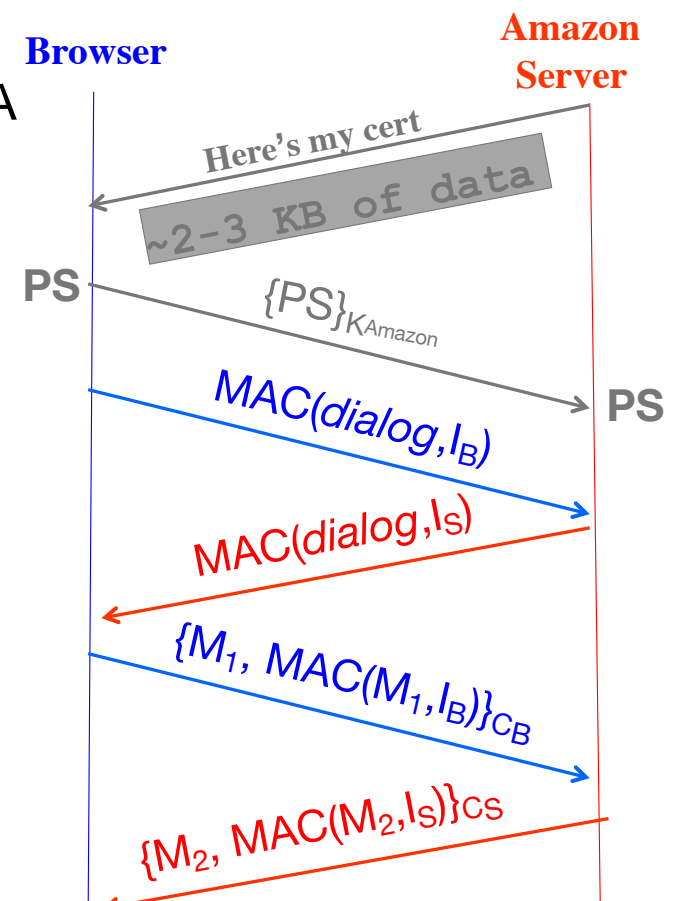 Browser
Amazon
Server
A
Here's my cert
~2-3 KB of data
PS
{PS}KAmazon
PS
MAC(dialog,IB)
MAC(dialog,IS)
{M1, MAC(M1,IB)}CB
{M2, MAC(M2,IS)}CS